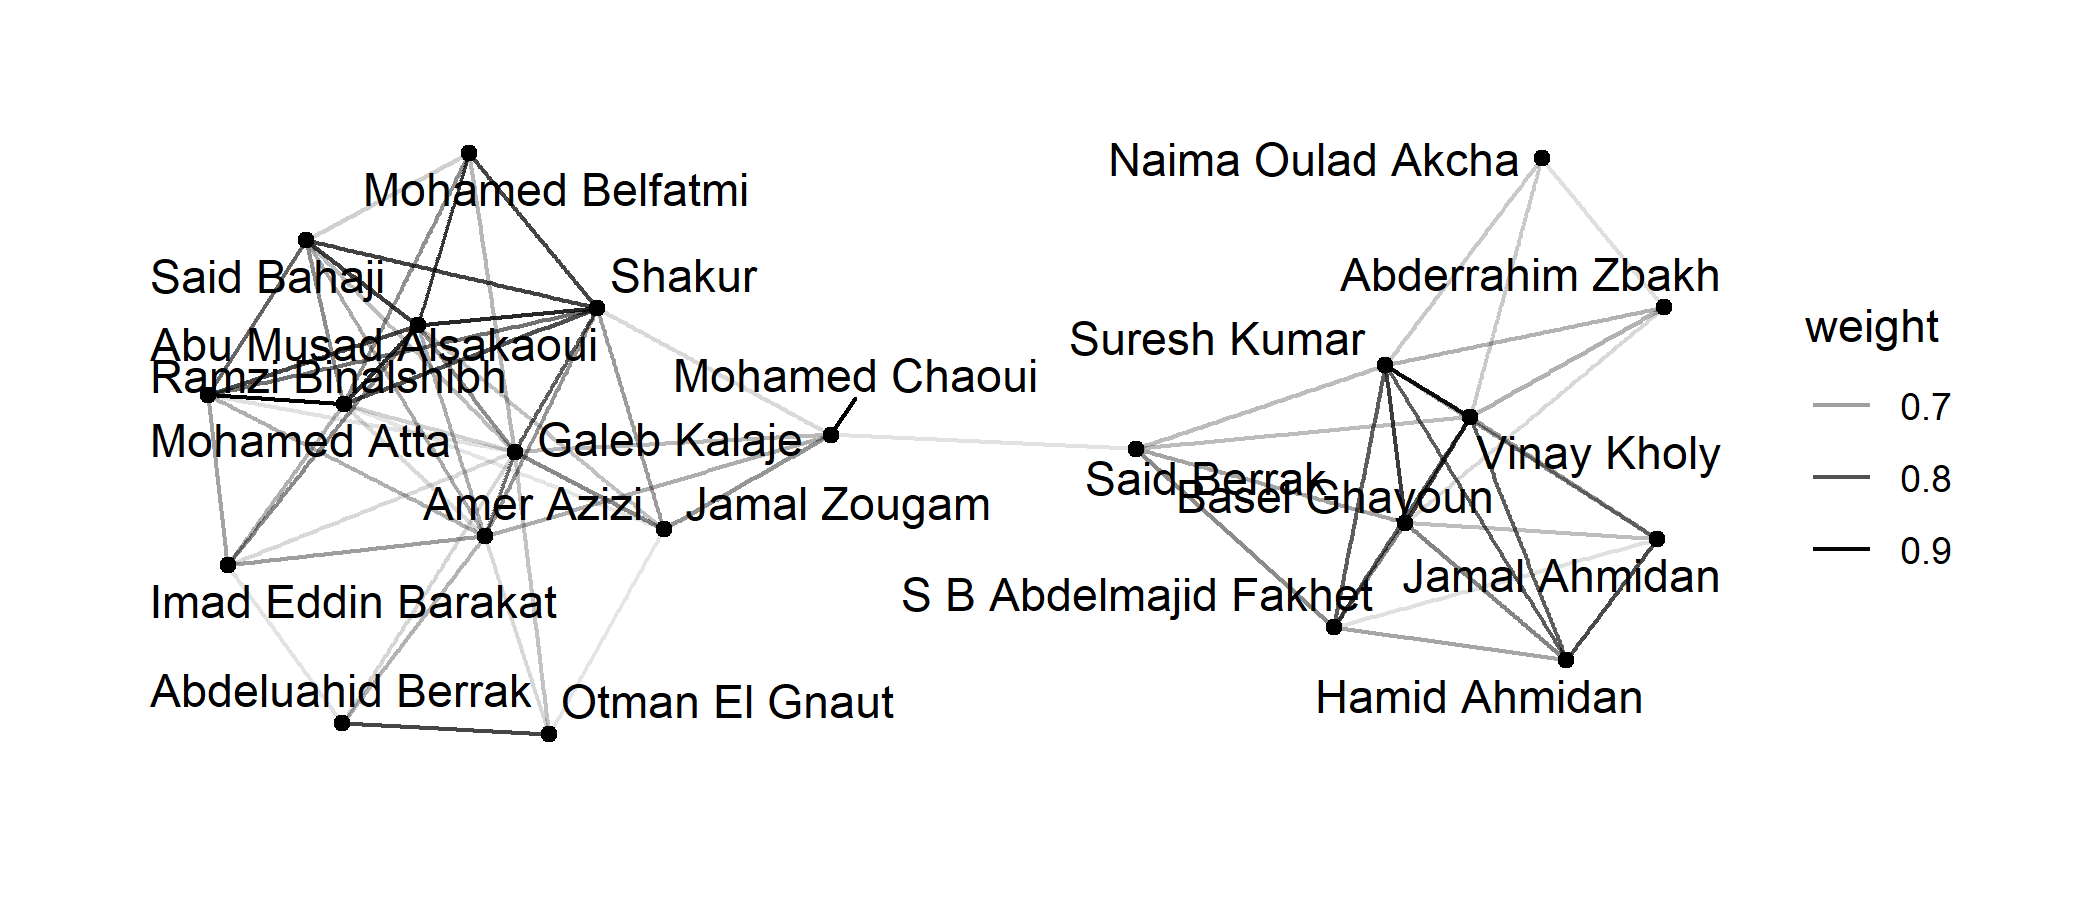 Naima Oulad Akcha
Mohamed Belfatmi
Said Bahaji
Shakur
Abderrahim Zbakh
weight
Suresh Kumar
Abu Musad Alsakaoui
Ramzi Binalshibh
Mohamed Chaoui
0.7
Mohamed Atta
Galeb Kalaje
Vinay Kholy
Said Berrak
0.8
Basel Ghayoun
Amer Azizi
Jamal Zougam
0.9
Jamal Ahmidan
S B Abdelmajid Fakhet
Imad Eddin Barakat
Abdeluahid Berrak
Otman El Gnaut
Hamid Ahmidan